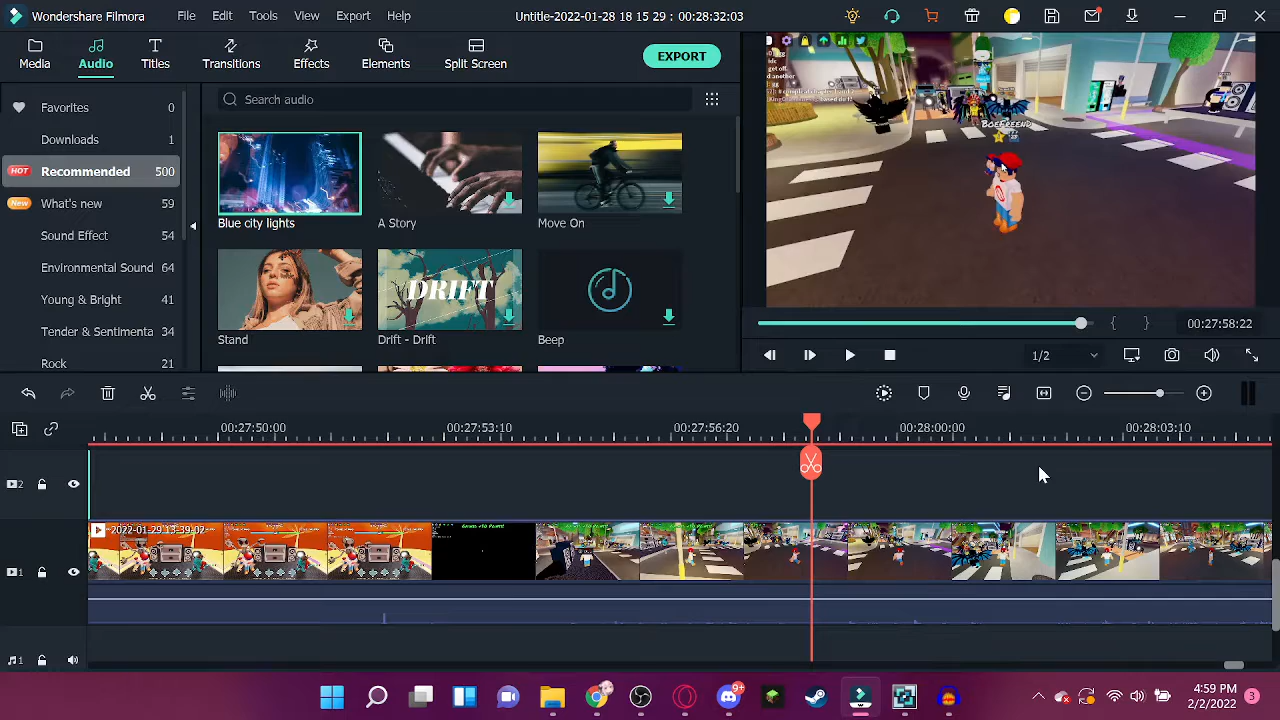 Wondershare Filmora
File
Edit
Tools
View
Export
Help
Untitle-2022-01-28 18 15 29 : 00:28:32:03
Media
Audio
Titles
Transitions
Effects
Elements
Split Screen
EXPORT
Favorites 0
Downloads 1
HOT Recommended 500
New What's new 59
Sound Effect 54
Environmental Sound 64
Young & Bright 41
Tender & Sentimenta 34
Rock 21
Search audio
Blue city lights
A Story
Move On
DRIFT
Stand
Drift - Drift
Beep
BOEFREEND
00:27:58:22
1/2
00:27:50:00
00:27:53:10
00:27:56:20
00:28:00:00
00:28:03:10
2
2022-01-29 13-39-02
1
1
9+
4:59 PM
2/2/2022
3